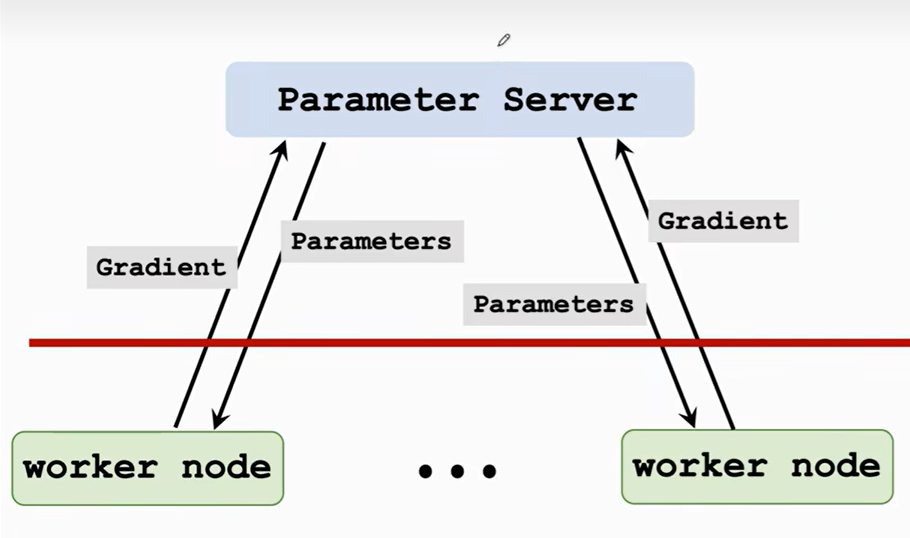 Parameter Server
Gradient
Parameters
Gradient
Parameters
worker node
...
worker node